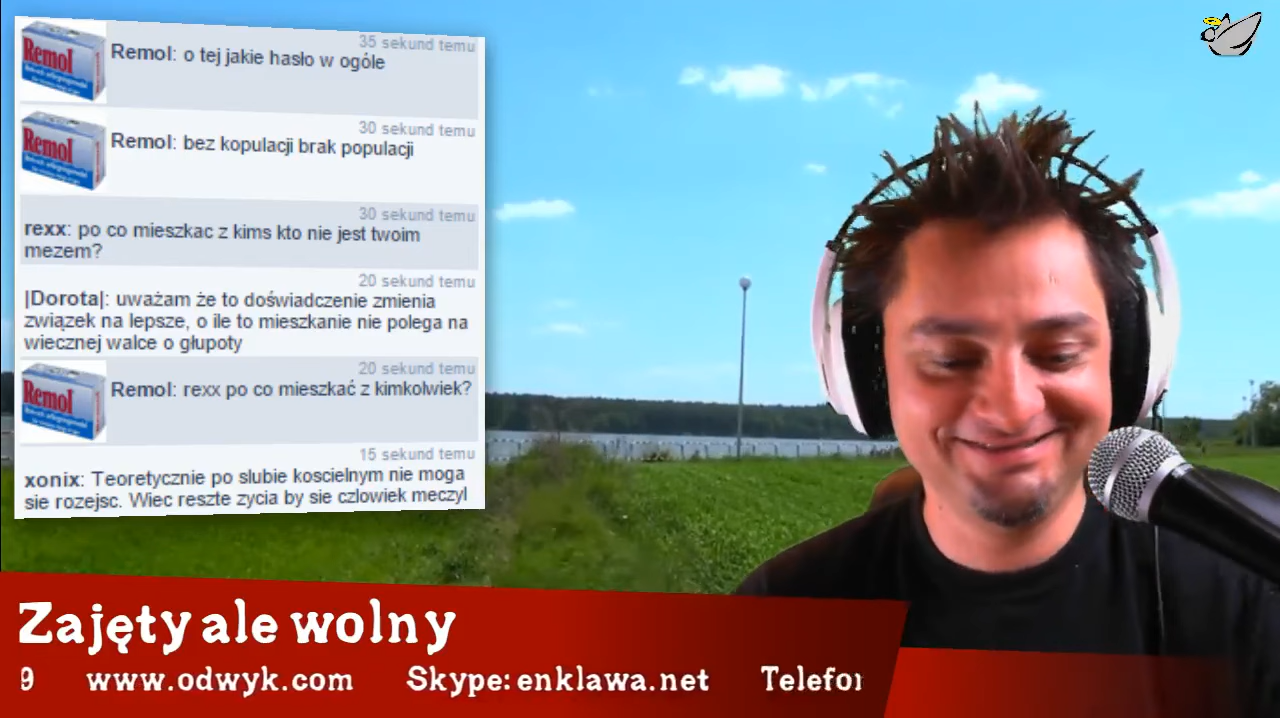 35 sekund temu
Remol: o tej jakie hasło w ogóle
Remol
30 sekund temu
Remol: bez kopulacji brak populacji
Remol
30 sekund temu
rexx: po co mieszkac z kims kto nie jest twoim
mezem?
20 sekund temu
|Dorota|: uważam że to doświadczenie zmienia
związek na lepsze, o ile to mieszkanie nie polega na
wiecznej walce o głupoty
20 sekund temu
Remol: rexx po co mieszkać z kimkolwiek?
Remol
15 sekund temu
xonix: Teoretycznie po slubie koscielnym nie moga
sie rozejsc. Wiec reszte zycia by sie czlowiek meczyl
Zajęty ale wolny
9 www.odwyk.com Skype: enklawa.net Telefon